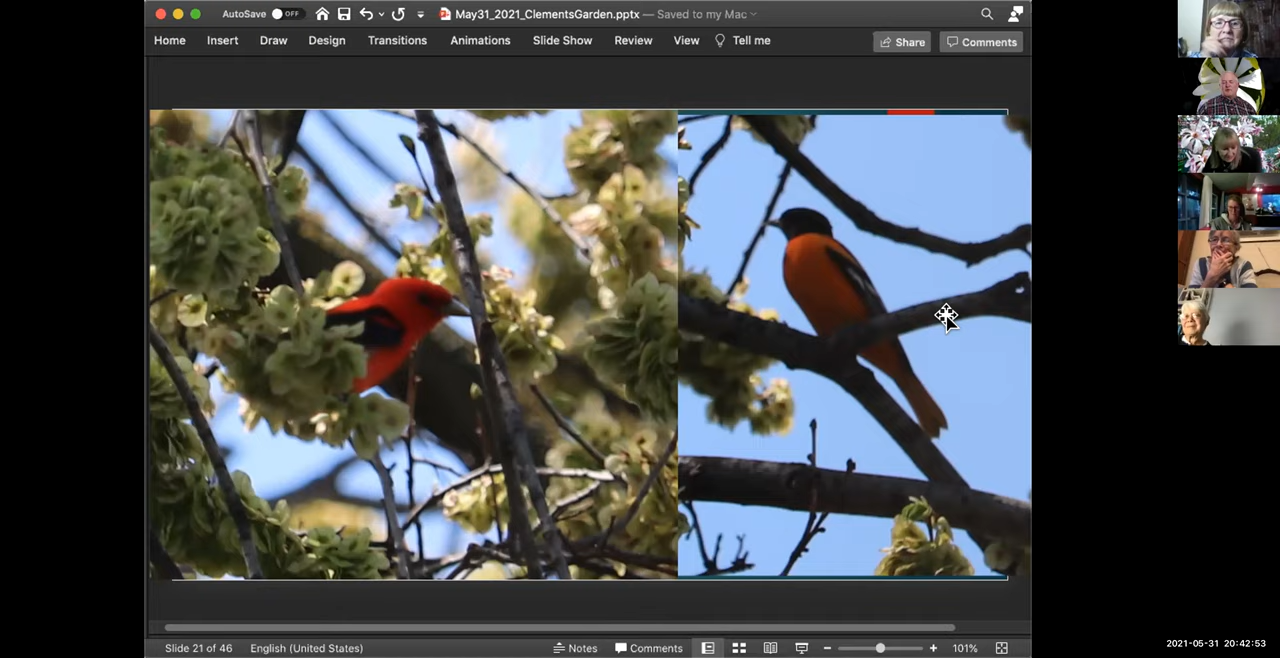 AutoSave OFF May31_2021_ClementsGarden.pptx — Saved to my Mac
Home Insert Draw Design Transitions Animations Slide Show Review View Tell me Share Comments
Slide 21 of 46 English (United States) Notes Comments 101%
2021-05-31 20:42:53